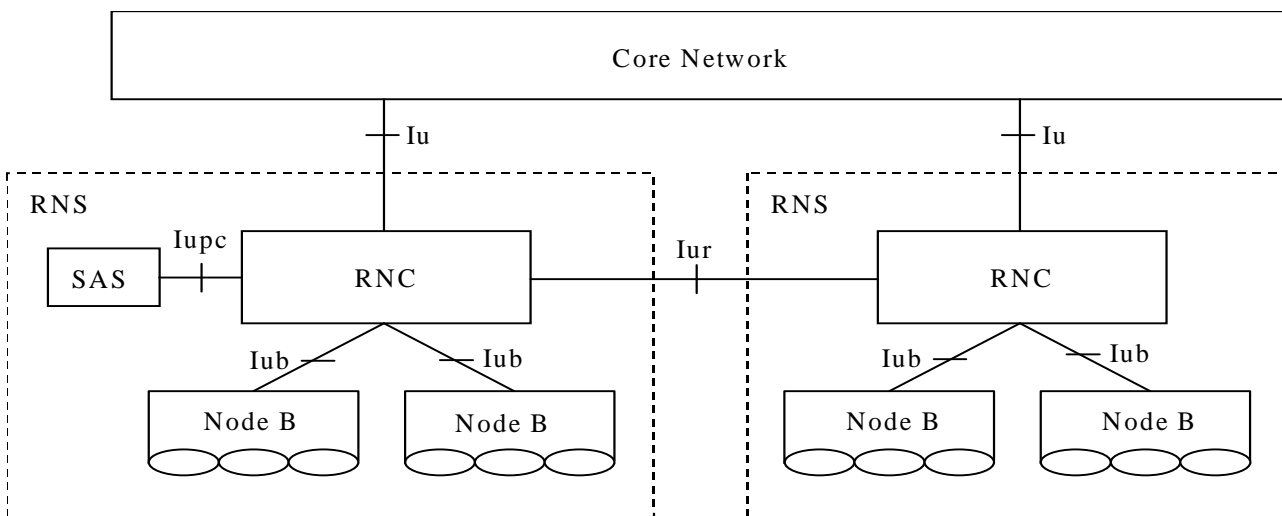 Core Network
Iu
Iu
RNS
RNS
Iupc
Iur
SAS
RNC
RNC
Iub
Iub
Iub
Iub
Node B
Node B
Node B
Node B